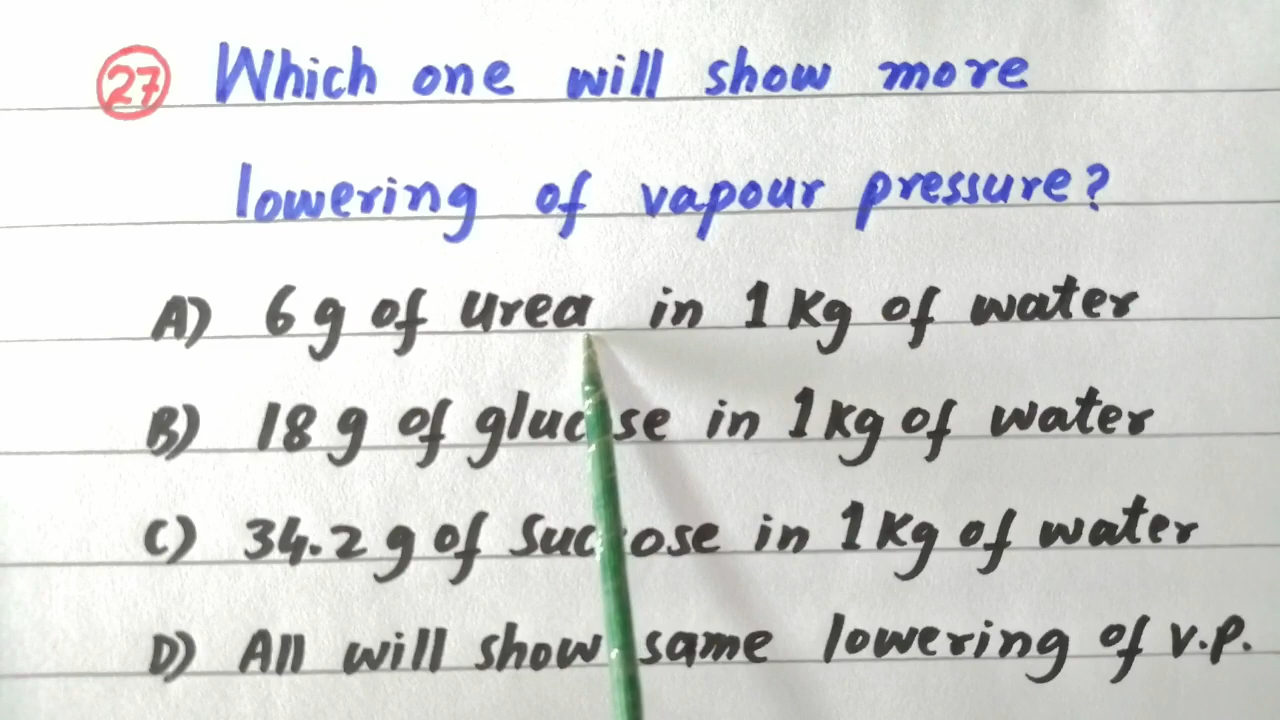 27 Which one will show more
lowering of vapour pressure?
A) 6 g of urea in 1 Kg of water
B) 18 g of glucose in 1 kg of water
C) 34.2 g of Sucrose in 1 Kg of water
D) All will show same lowering of v.p.